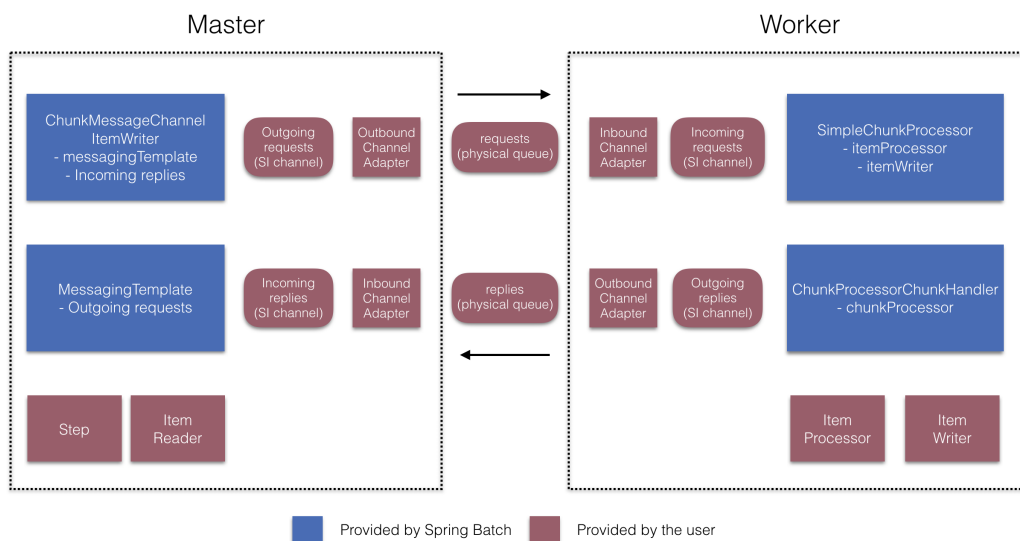 Master
Worker
ChunkMessageChannel
ItemWriter
- messagingTemplate
- Incoming replies
Outgoing
requests
(SI channel)
Outbound
Channel
Adapter
requests
(physical queue)
Inbound
Channel
Adapter
Incoming
requests
(SI channel)
SimpleChunkProcessor
- itemProcessor
- itemWriter
MessagingTemplate
- Outgoing requests
Incoming
replies
(SI channel)
Inbound
Channel
Adapter
replies
(physical queue)
Outbound
Channel
Adapter
Outgoing
replies
(SI channel)
ChunkProcessorChunkHandler
- chunkProcessor
Step
Item
Reader
Item
Processor
Item
Writer
Provided by Spring Batch
Provided by the user